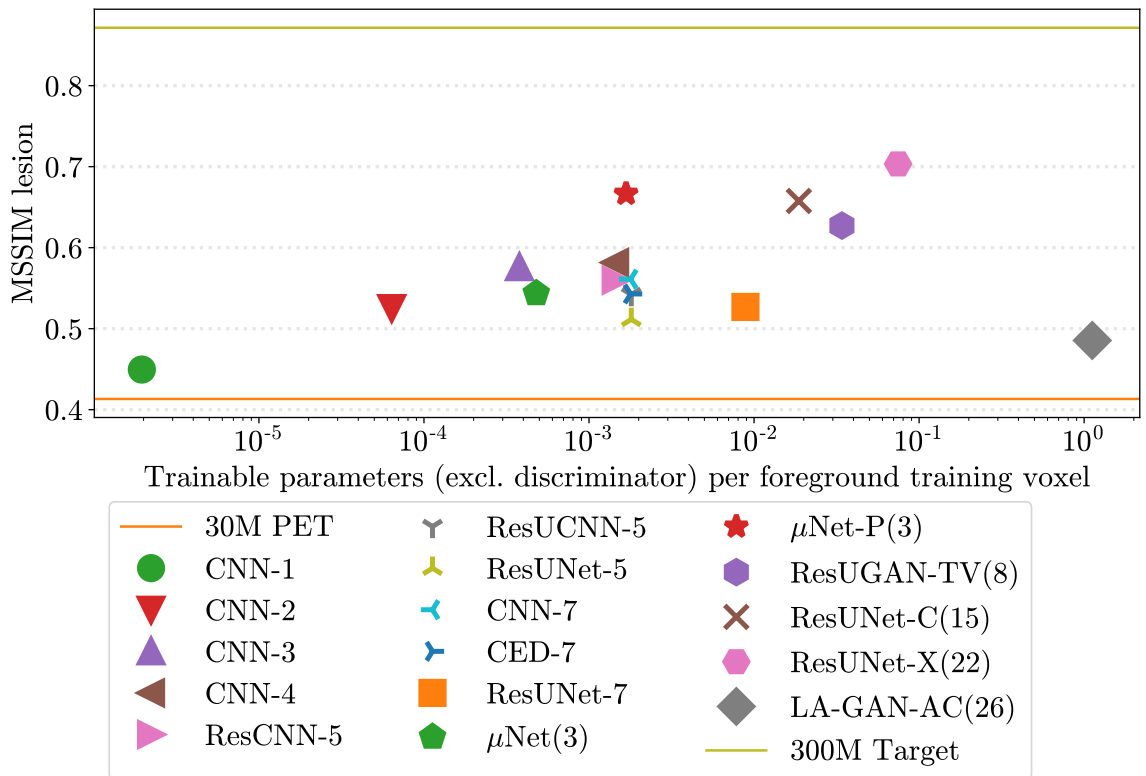 MSSIM lesion
0.8
0.7
0.6
0.5
0.4
10⁻⁵ 10⁻⁴ 10⁻³ 10⁻² 10⁻¹ 10⁰
Trainable parameters (excl. discriminator) per foreground training voxel
30M PET
CNN-1
CNN-2
CNN-3
CNN-4
ResCNN-5
ResUCNN-5
ResUNet-5
CNN-7
CED-7
ResUNet-7
μNet(3)
μNet-P(3)
ResUGAN-TV(8)
ResUNet-C(15)
ResUNet-X(22)
LA-GAN-AC(26)
300M Target